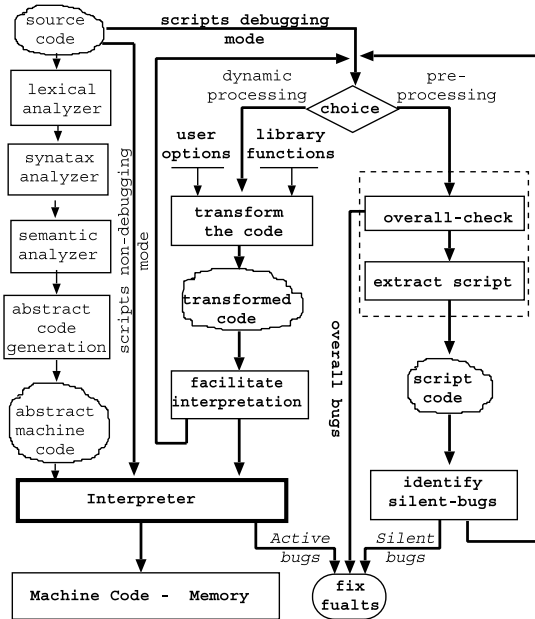 source
code
scripts debugging
mode
lexical
analyzer
synatax
analyzer
semantic
analyzer
abstract
code
generation
abstract
machine
code
scripts non-debugging
mode
dynamic
processing
choice
pre-
processing
user
options
library
functions
transform
the code
transformed
code
facilitate
interpretation
overall-check
extract script
overall bugs
script
code
identify
silent-bugs
Interpreter
Active
bugs
Silent
bugs
fix
fualts
Machine Code - Memory